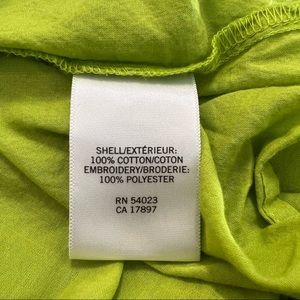 SHELL/EXTÉRIEUR:
100% COTTON/COTON
EMBROIDERY/BRODERIE:
100% POLYESTER
RN 54023
CA 17897